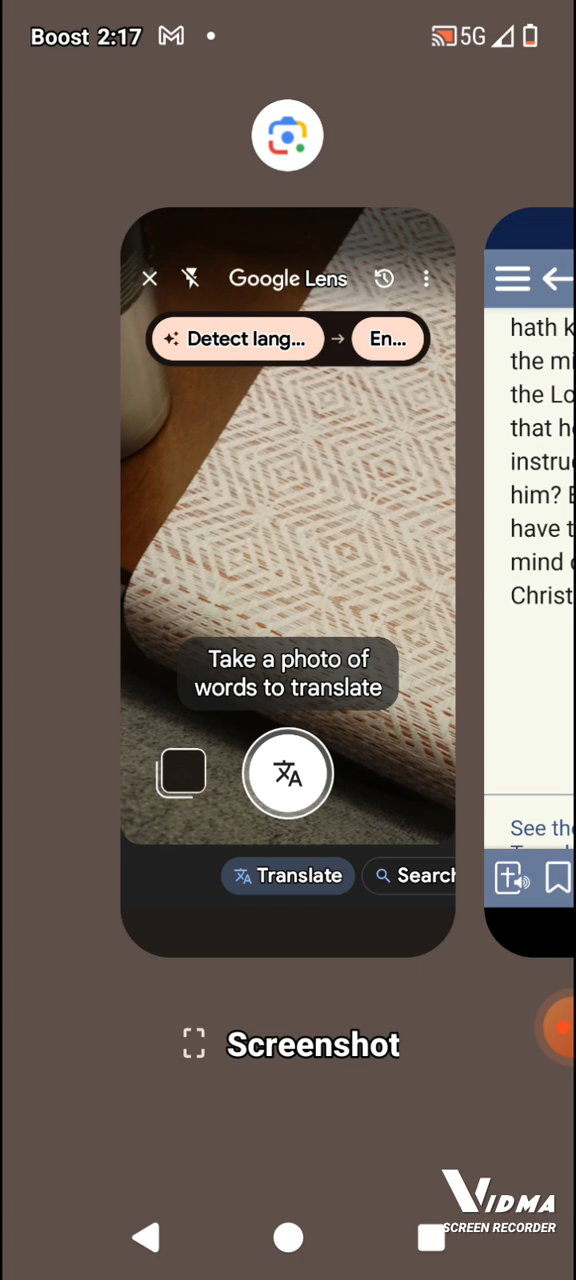 Boost 2:17
5G
Google Lens
Detect lang... → En...
Take a photo of
words to translate
Translate
Search
hath k
the mi
the Lo
that he
instru
him? B
have t
mind
Christ
See the
Screenshot
VIDMA
SCREEN RECORDER